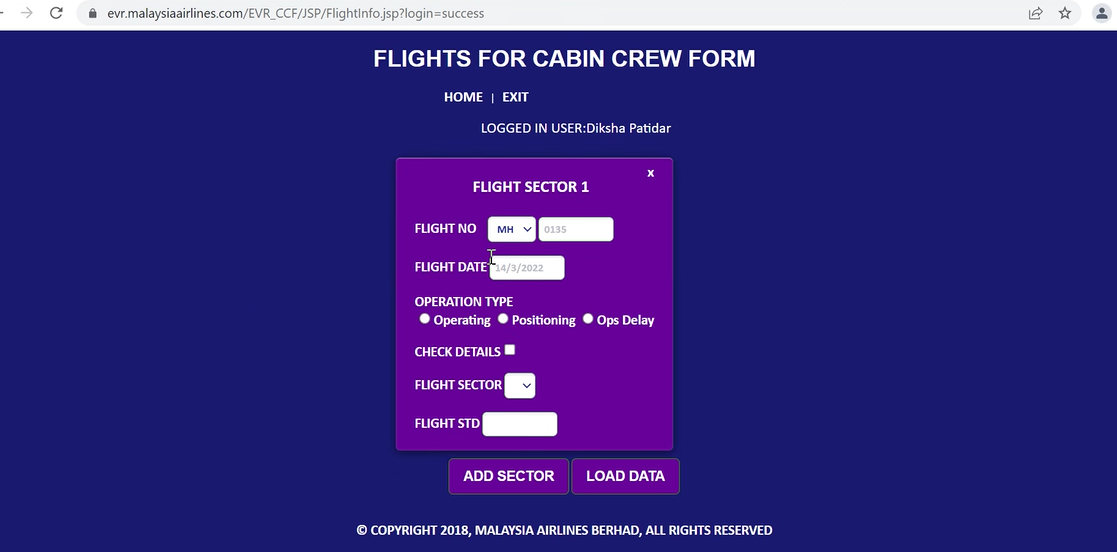 evr.malaysiaairlines.com/EVR_CCF/JSP/FlightInfo.jsp?login=success
FLIGHTS FOR CABIN CREW FORM
HOME | EXIT
LOGGED IN USER:Diksha Patidar
x
FLIGHT SECTOR 1
FLIGHT NO MH 0135
FLIGHT DATE 14/3/2022
OPERATION TYPE
Operating Positioning Ops Delay
CHECK DETAILS
FLIGHT SECTOR
FLIGHT STD
ADD SECTOR LOAD DATA
© COPYRIGHT 2018, MALAYSIA AIRLINES BERHAD, ALL RIGHTS RESERVED